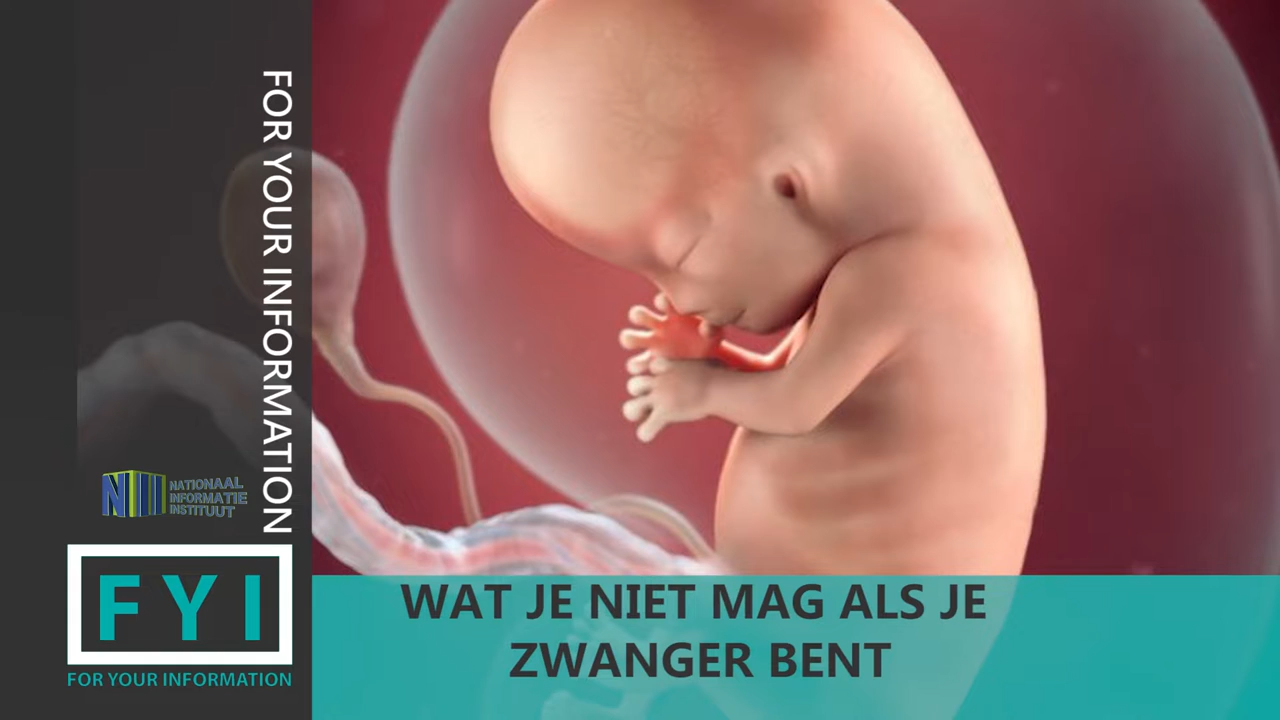 FOR YOUR INFORMATION
NATIONAAL
INFORMATIE
INSTITUUT
FYI
FOR YOUR INFORMATION
WAT JE NIET MAG ALS JE
ZWANGER BENT